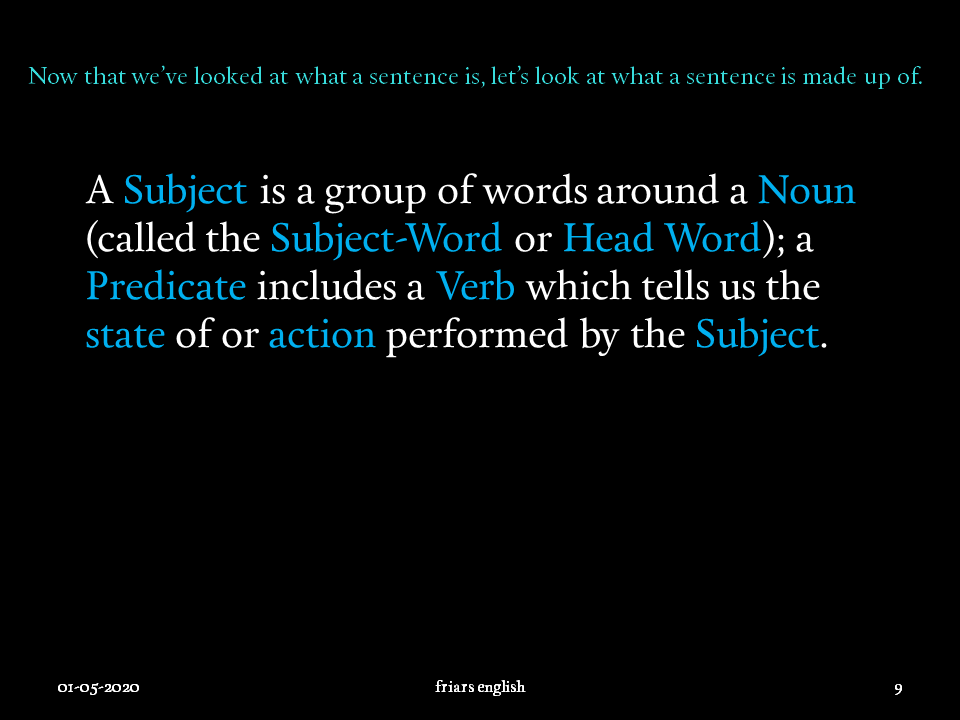 Now that we've looked at what a sentence is, let's look at what a sentence is made up of.
A Subject is a group of words around a Noun
(called the Subject-Word or Head Word); a
Predicate includes a Verb which tells us the
state of or action performed by the Subject.
01-05-2020 friars english 9